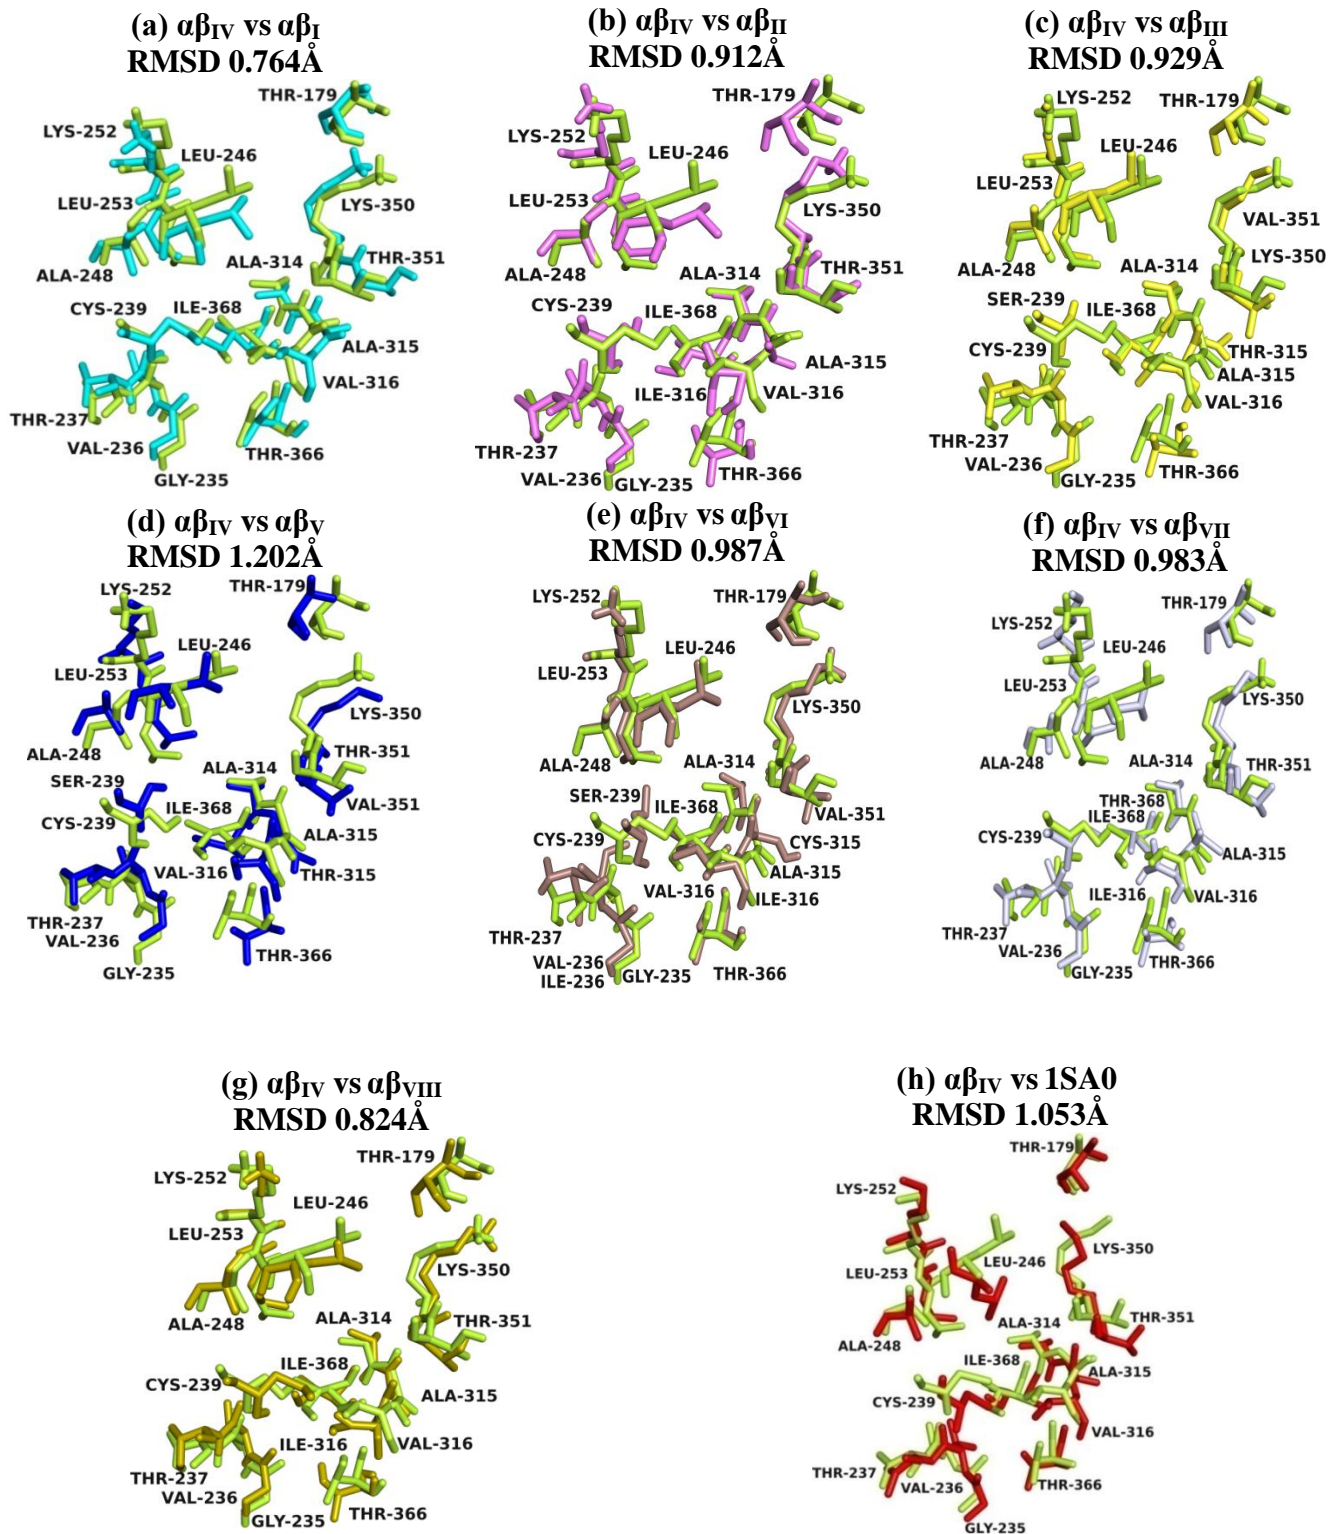 (a) αβIV vs αβI
RMSD 0.764Å
THR-179
LYS-252
LEU-246
LEU-253
LYS-350
ALA-248
ALA-314
THR-351
CYS-239
ILE-368
ALA-315
VAL-316
THR-237
VAL-236
THR-366
GLY-235
(b) αβIV vs αβII
RMSD 0.912Å
THR-179
LYS-252
LEU-246
LEU-253
LYS-350
ALA-248
ALA-314
THR-351
CYS-239
ILE-368
ALA-315
ILE-316
VAL-316
THR-237
VAL-236
GLY-235
THR-366
(c) αβIV vs αβIII
RMSD 0.929Å
LYS-252
THR-179
LEU-246
LEU-253
VAL-351
ALA-248
ALA-314
LYS-350
SER-239
ILE-368
CYS-239
THR-315
ALA-315
VAL-316
THR-237
VAL-236
GLY-235
THR-366
(d) αβIV vs αβV
RMSD 1.202Å
LYS-252
THR-179
LEU-246
LEU-253
LYS-350
ALA-248
THR-351
ALA-314
SER-239
ILE-368
VAL-351
CYS-239
ALA-315
VAL-316
THR-315
THR-237
VAL-236
THR-366
GLY-235
(e) αβIV vs αβVI
RMSD 0.987Å
LYS-252
THR-179
LEU-246
LEU-253
LYS-350
ALA-248
ALA-314
SER-239
ILE-368
VAL-351
CYS-239
CYS-315
ALA-315
VAL-316
ILE-316
THR-237
VAL-236
ILE-236
GLY-235
THR-366
(f) αβIV vs αβVII
RMSD 0.983Å
THR-179
LYS-252
LEU-246
LEU-253
LYS-350
ALA-248
ALA-314
THR-351
THR-368
ILE-368
CYS-239
ALA-315
ILE-316
VAL-316
THR-237
VAL-236
GLY-235
THR-366
(g) αβIV vs αβVIII
RMSD 0.824Å
THR-179
LYS-252
LEU-246
LEU-253
LYS-350
ALA-248
ALA-314
THR-351
ILE-368
CYS-239
ALA-315
ILE-316
VAL-316
THR-237
VAL-236
GLY-235
THR-366
(h) αβIV vs 1SA0
RMSD 1.053Å
THR-179
LYS-252
LYS-350
LEU-253
LEU-246
ALA-248
ALA-314
THR-351
ILE-368
ALA-315
CYS-239
VAL-316
THR-237
VAL-236
THR-366
GLY-235